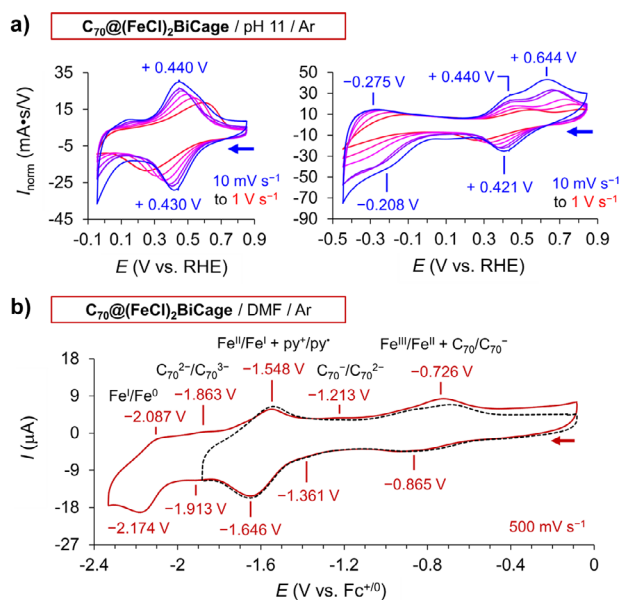 a)
C₇₀@(FeCl)₂BiCage / pH 11 / Ar
I_norm (mA•s/V)
35
15
-5
-25
-45
+ 0.440 V
+ 0.430 V
10 mV s⁻¹
to 1 V s⁻¹
-0.1 0.1 0.3 0.5 0.7 0.9
E (V vs. RHE)
50
30
10
-10
-30
-50
-70
-90
−0.275 V
+ 0.440 V
+ 0.644 V
+ 0.421 V
−0.208 V
10 mV s⁻¹
to 1 V s⁻¹
-0.5 -0.3 -0.1 0.1 0.3 0.5 0.7 0.9
E (V vs. RHE)
b)
C₇₀@(FeCl)₂BiCage / DMF / Ar
I (μA)
18
9
0
-9
-18
-27
Feᴵᴵ/Feᴵ + py⁺/py•
Feᴵᴵᴵ/Feᴵᴵ + C₇₀/C₇₀⁻
C₇₀²⁻/C₇₀³⁻
−1.548 V
C₇₀⁻/C₇₀²⁻
−0.726 V
Feᴵ/Fe⁰
−1.863 V
−1.213 V
−2.087 V
−0.865 V
−1.361 V
−1.913 V
−2.174 V
−1.646 V
500 mV s⁻¹
-2.4 -2 -1.6 -1.2 -0.8 -0.4 0
E (V vs. Fc⁺ᐟ⁰)